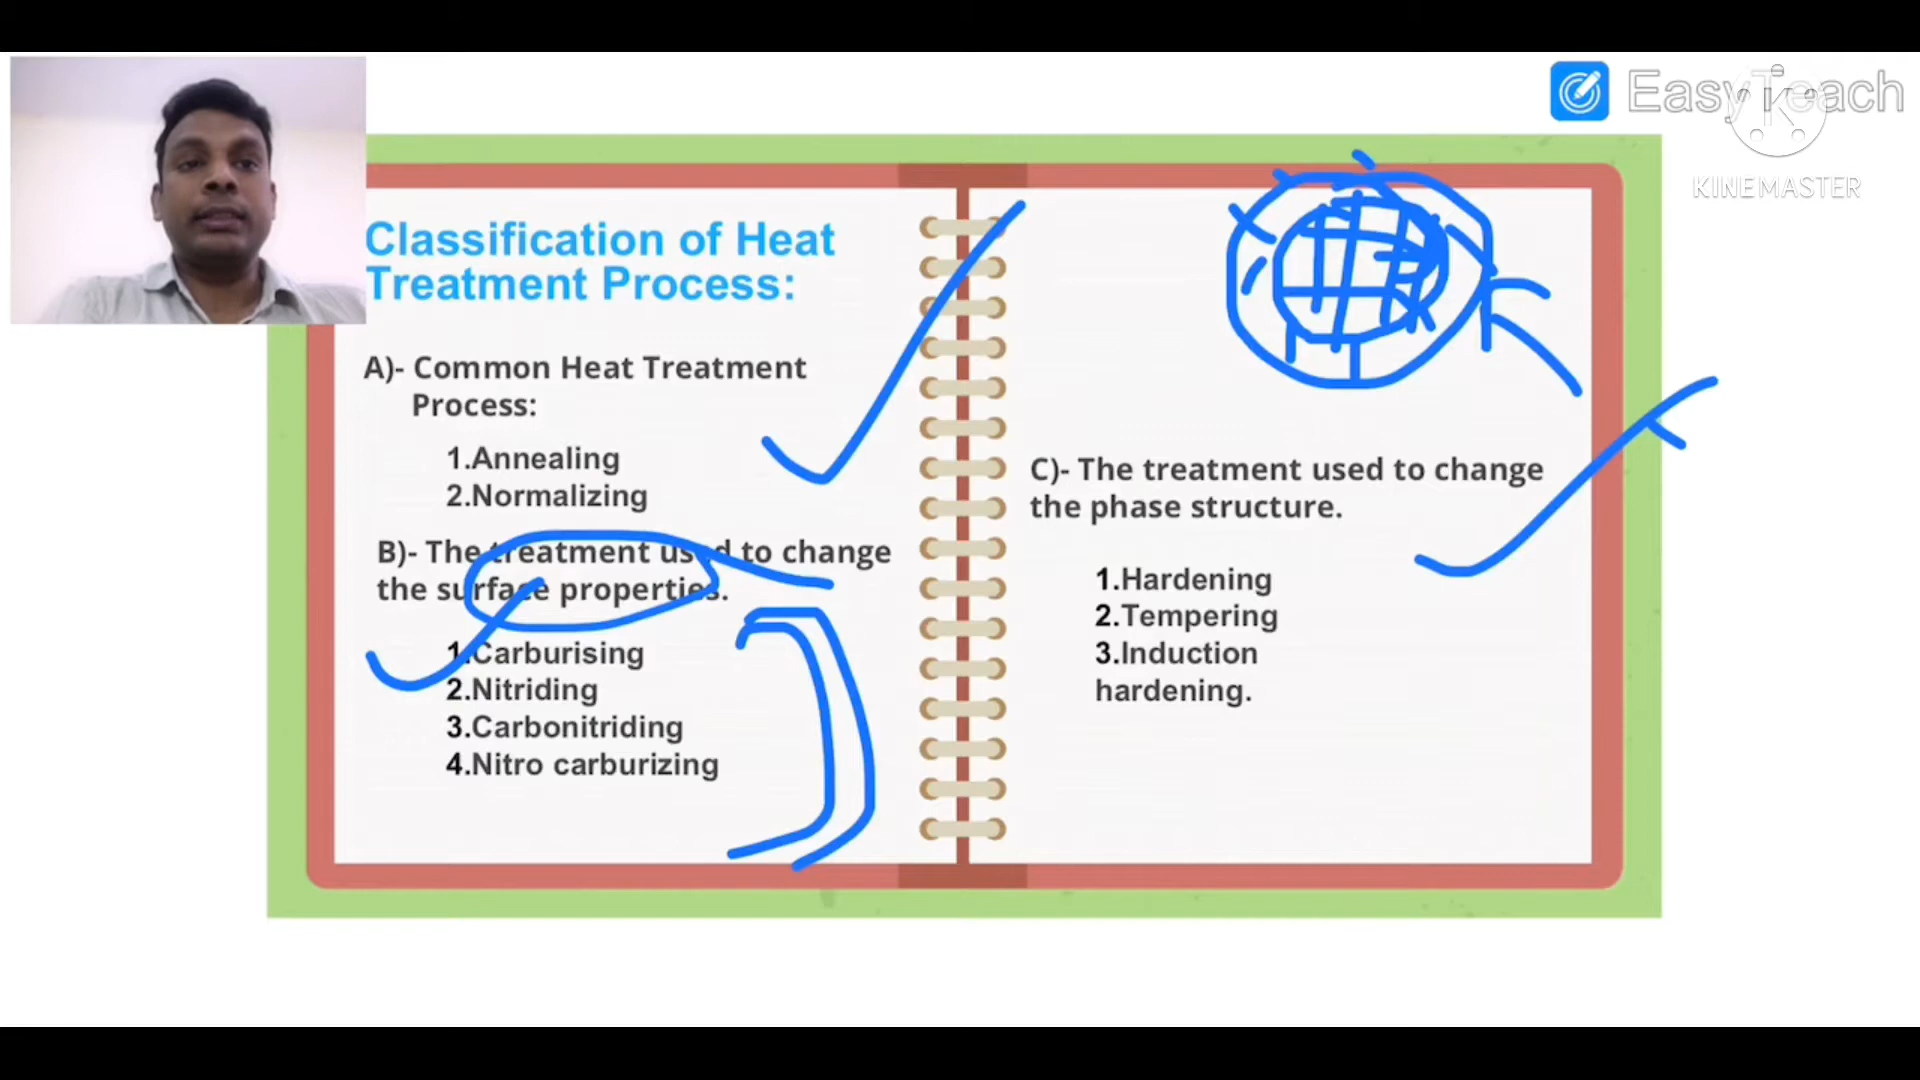 EasyTeach
KINEMASTER
Classification of Heat
Treatment Process:
A)- Common Heat Treatment
Process:
1.Annealing
2.Normalizing
B)- The treatment used to change
the surface properties.
1.Carburising
2.Nitriding
3.Carbonitriding
4.Nitro carburizing
C)- The treatment used to change
the phase structure.
1.Hardening
2.Tempering
3.Induction
hardening.